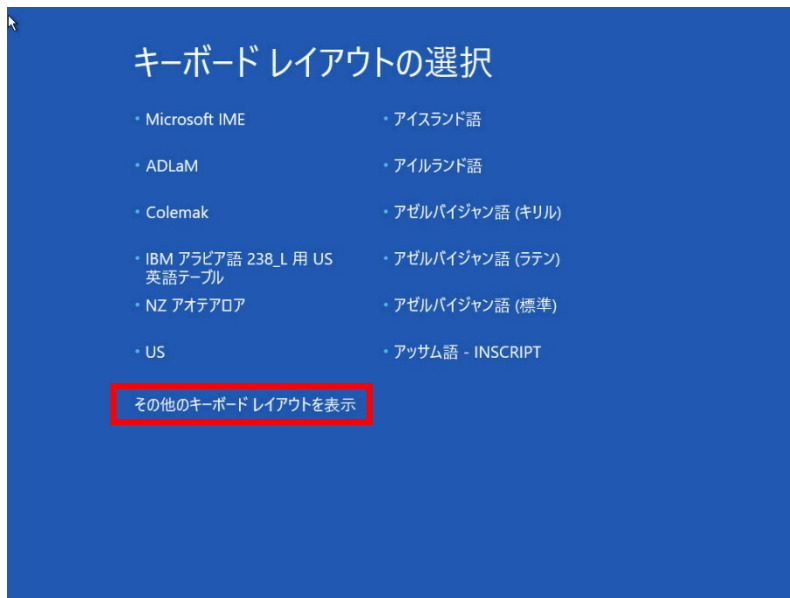 キーボード レイアウトの選択
Microsoft IME
ADLaM
Colemak
IBM アラビア語 238_L 用 US
英語テーブル
NZ アオテアロア
US
アイスランド語
アイルランド語
アゼルバイジャン語 (キリル)
アゼルバイジャン語 (ラテン)
アゼルバイジャン語 (標準)
アッサム語 - INSCRIPT
その他のキーボード レイアウトを表示